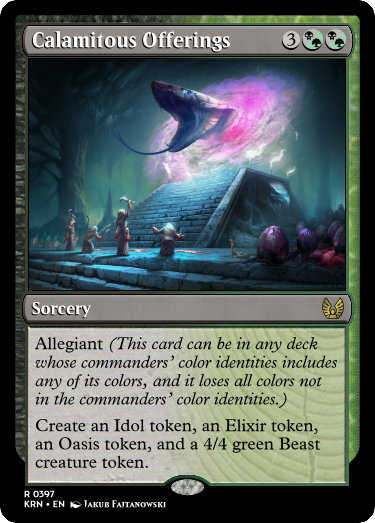 Calamitous Offerings 3
Sorcery
Allegiant (This card can be in any deck
whose commanders' color identities includes
any of its colors, and it loses all colors not
in the commanders' color identities.)
Create an Idol token, an Elixir token,
an Oasis token, and a 4/4 green Beast
creature token.
R 0397
KRN • EN Jakub Fajtanowski